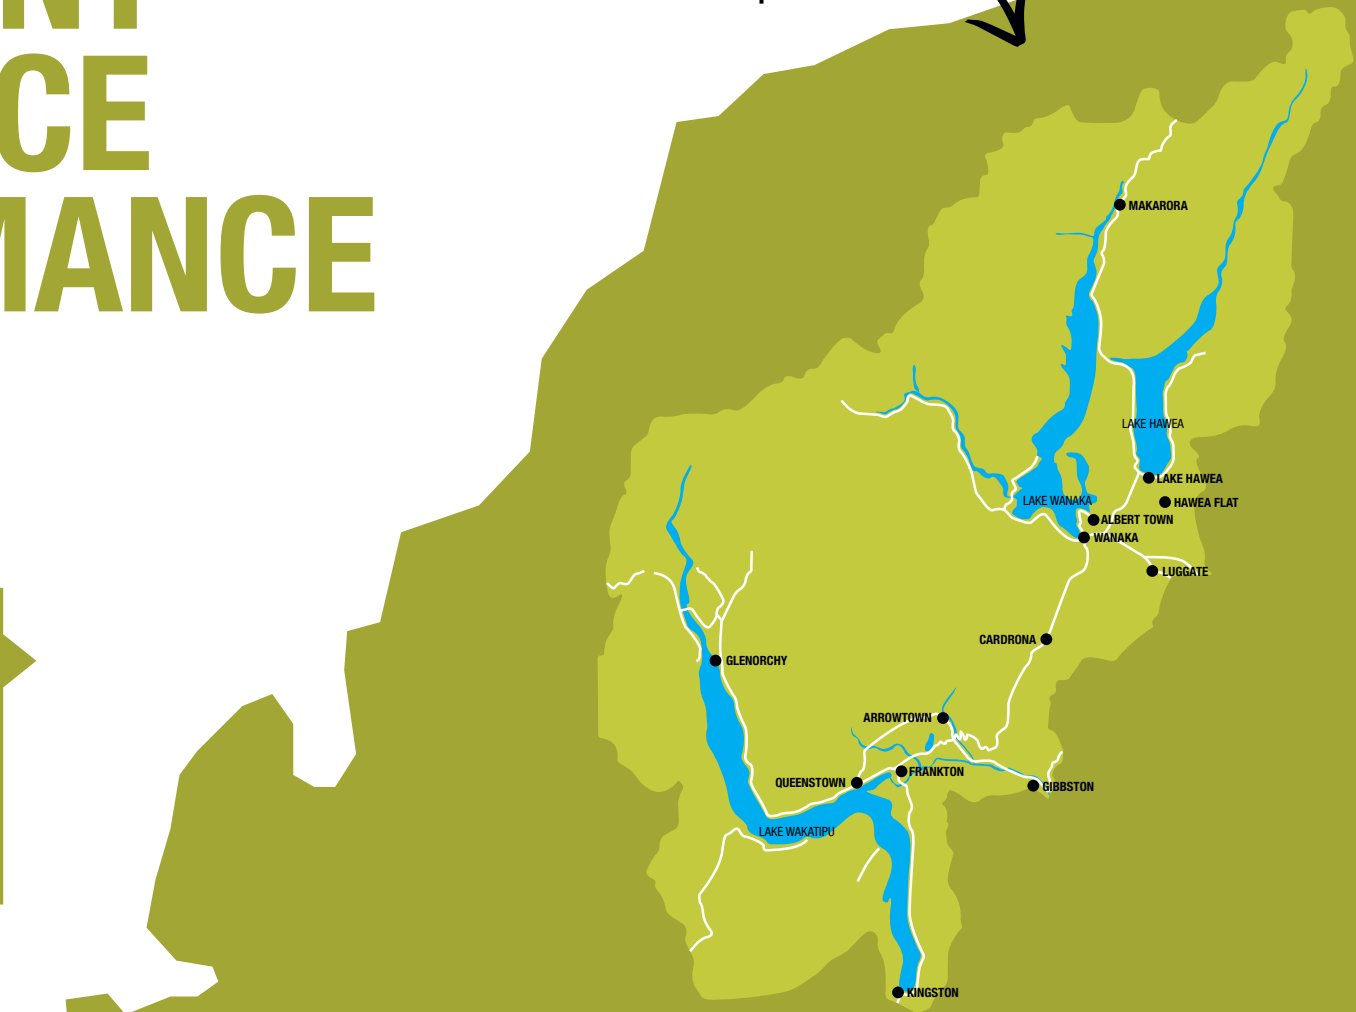 NT
CE
MANCE
MAKARORA
LAKE HAWEA
LAKE HAWEA
LAKE WANAKA
HAWEA FLAT
ALBERT TOWN
WANAKA
LUGGATE
CARDRONA
GLENORCHY
ARROWTOWN
FRANKTON
QUEENSTOWN
GIBBSTON
LAKE WAKATIPU
KINGSTON